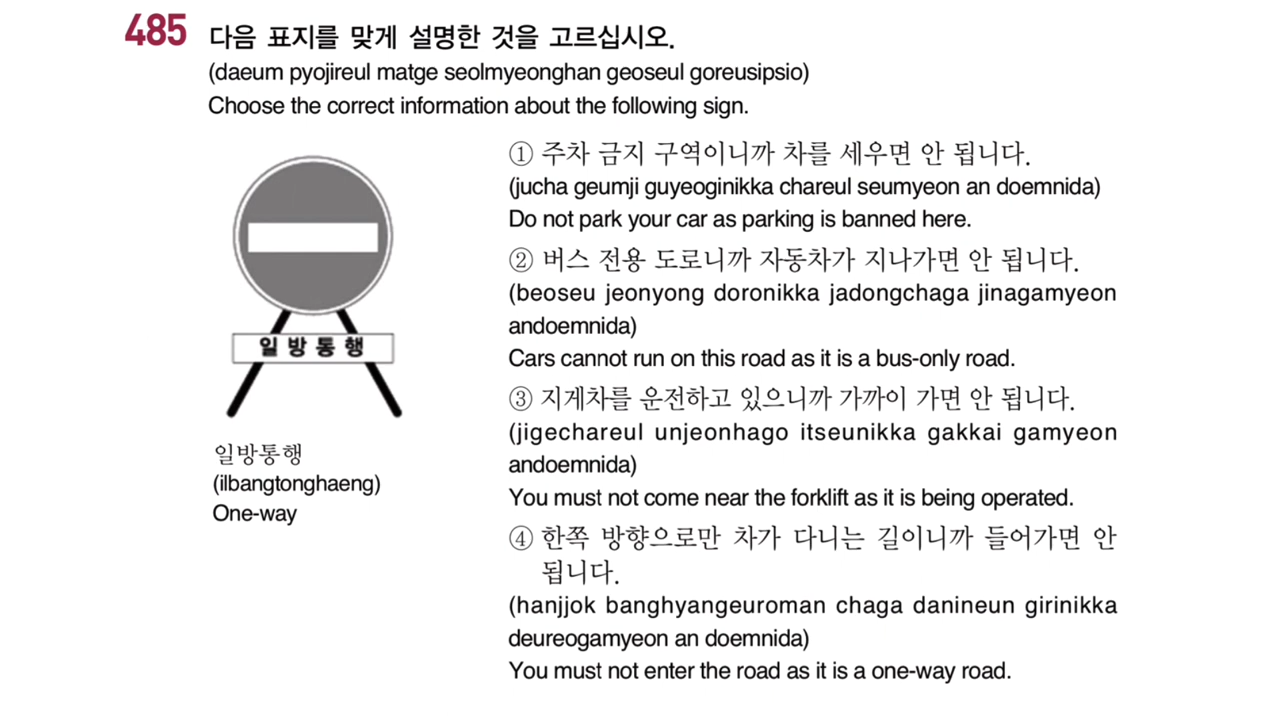 485 다음 표지를 맞게 설명한 것을 고르십시오.
(daeum pyojireul matge seolmyeonghan geoseul goreusipsio)
Choose the correct information about the following sign.
일방통행
일방통행
(ilbangtonghaeng)
One-way
① 주차 금지 구역이니까 차를 세우면 안 됩니다.
(jucha geumji guyeoginikka chareul seumyeon an doemnida)
Do not park your car as parking is banned here.
② 버스 전용 도로니까 자동차가 지나가면 안 됩니다.
(beoseu jeonyong doronikka jadongchaga jinagamyeon
andoemnida)
Cars cannot run on this road as it is a bus-only road.
③ 지게차를 운전하고 있으니까 가까이 가면 안 됩니다.
(jigechareul unjeonhago itseunikka gakkai gamyeon
andoemnida)
You must not come near the forklift as it is being operated.
④ 한쪽 방향으로만 차가 다니는 길이니까 들어가면 안
됩니다.
(hanjjok banghyangeuroman chaga danineun girinikka
deureogamyeon an doemnida)
You must not enter the road as it is a one-way road.